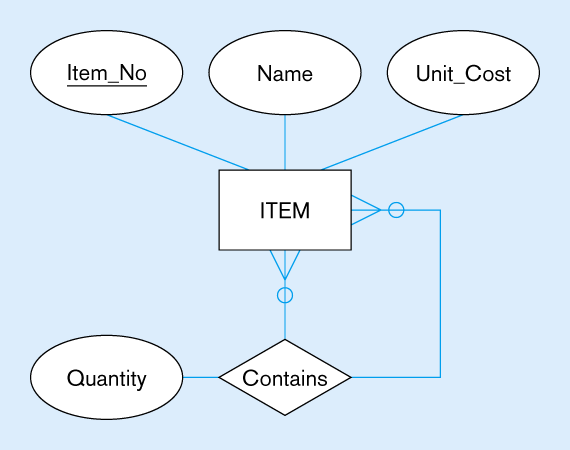 Item_No
Name
Unit_Cost
ITEM
Quantity
Contains